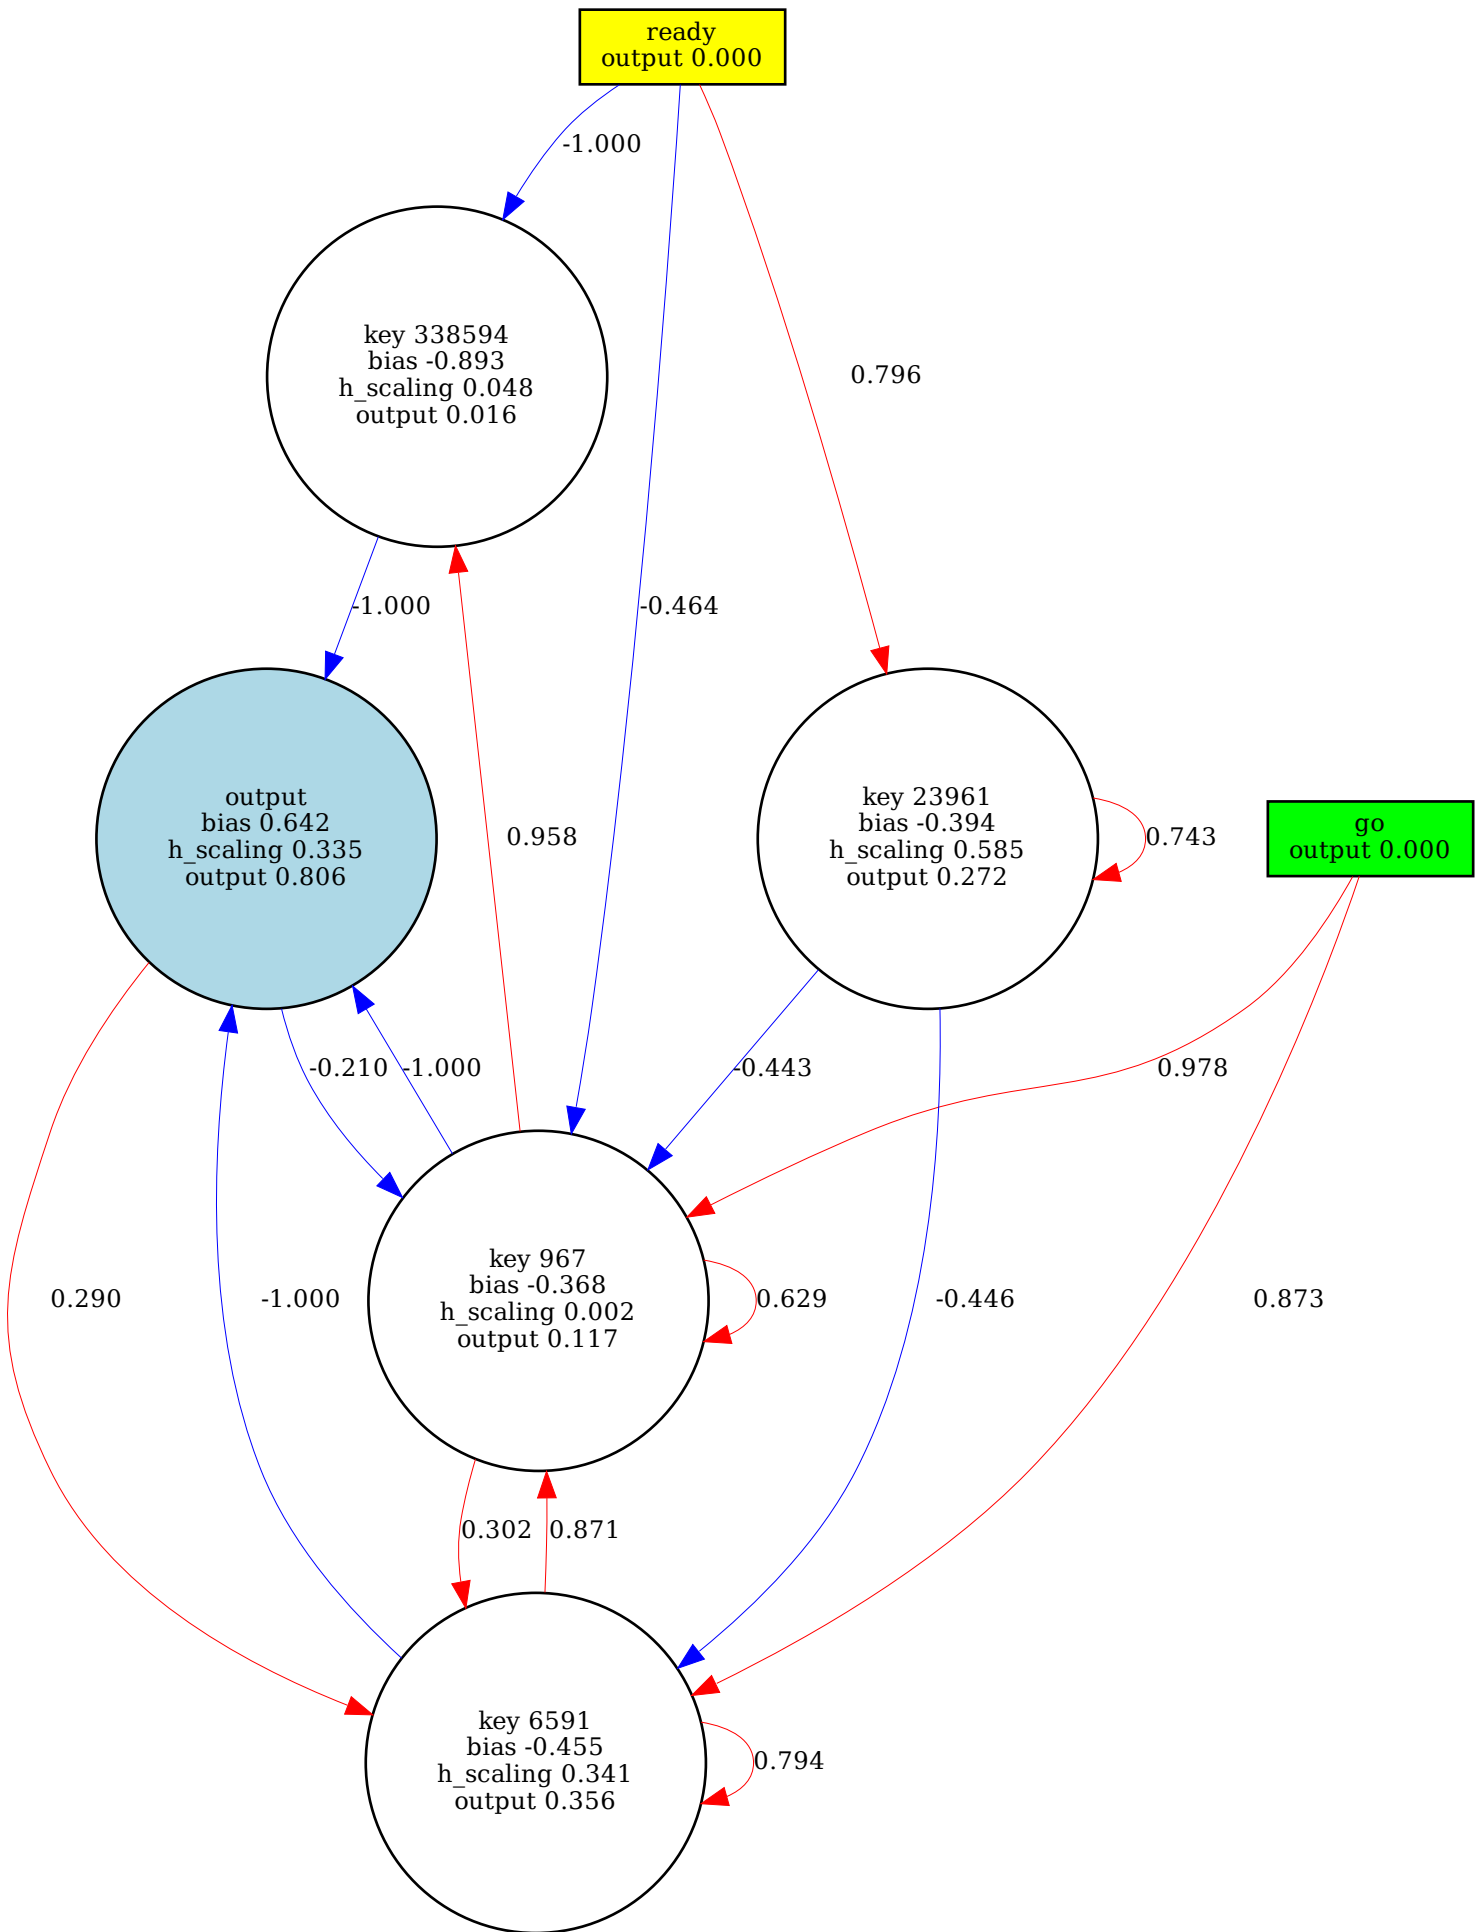 ready
output 0.000
-1.000
key 338594
bias -0.893
h_scaling 0.048
output 0.016
0.796
-1.000
-0.464
output
bias 0.642
h_scaling 0.335
output 0.806
0.958
key 23961
bias -0.394
h_scaling 0.585
output 0.272
0.743
go
output 0.000
-0.210
-1.000
-0.443
0.978
0.290
-1.000
key 967
bias -0.368
h_scaling 0.002
output 0.117
0.629
-0.446
0.873
0.302
0.871
key 6591
bias -0.455
h_scaling 0.341
output 0.356
0.794